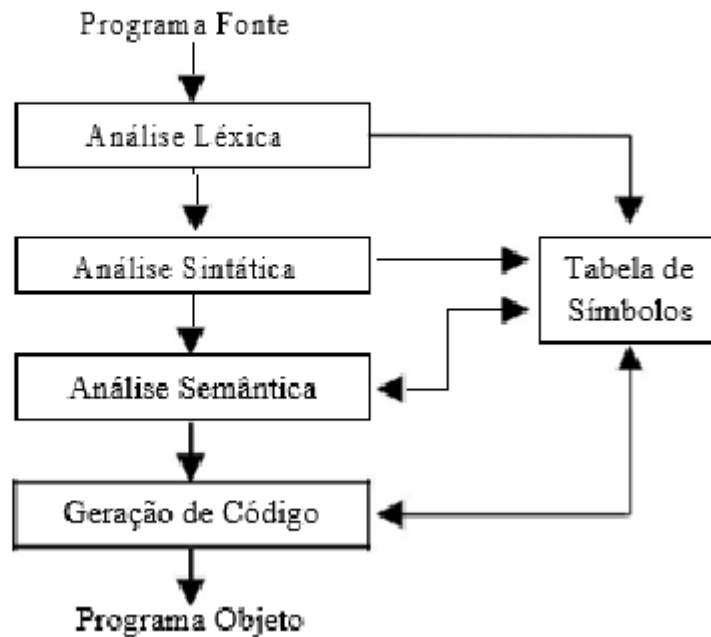 Programa Fonte
Análise Léxica
Análise Sintática
Tabela de
Símbolos
Análise Semântica
Geração de Código
Programa Objeto